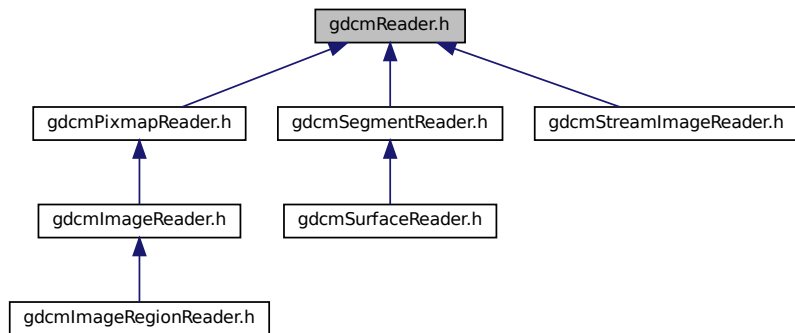 gdcmReader.h
gdcmPixmapReader.h
gdcmSegmentReader.h
gdcmStreamImageReader.h
gdcmImageReader.h
gdcmSurfaceReader.h
gdcmImageRegionReader.h